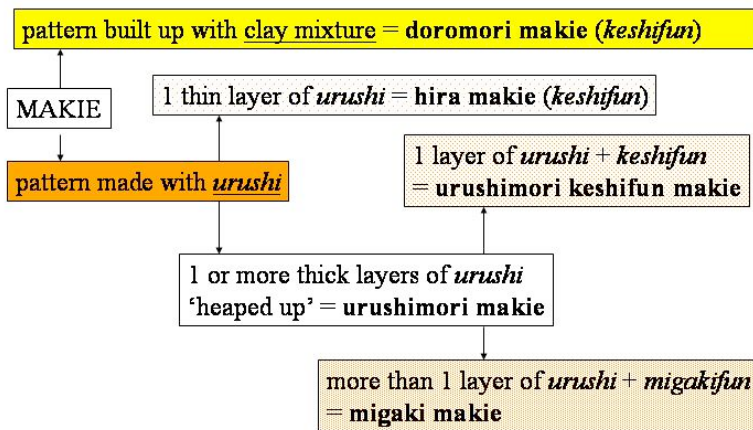 pattern built up with clay mixture = doromori makie (keshifun)
1 thin layer of urushi = hira makie (keshifun)
MAKIE
1 layer of urushi + keshifun
= urushimori keshifun makie
pattern made with urushi
1 or more thick layers of urushi
‘heaped up’ = urushimori makie
more than 1 layer of urushi + migakifun
= migaki makie